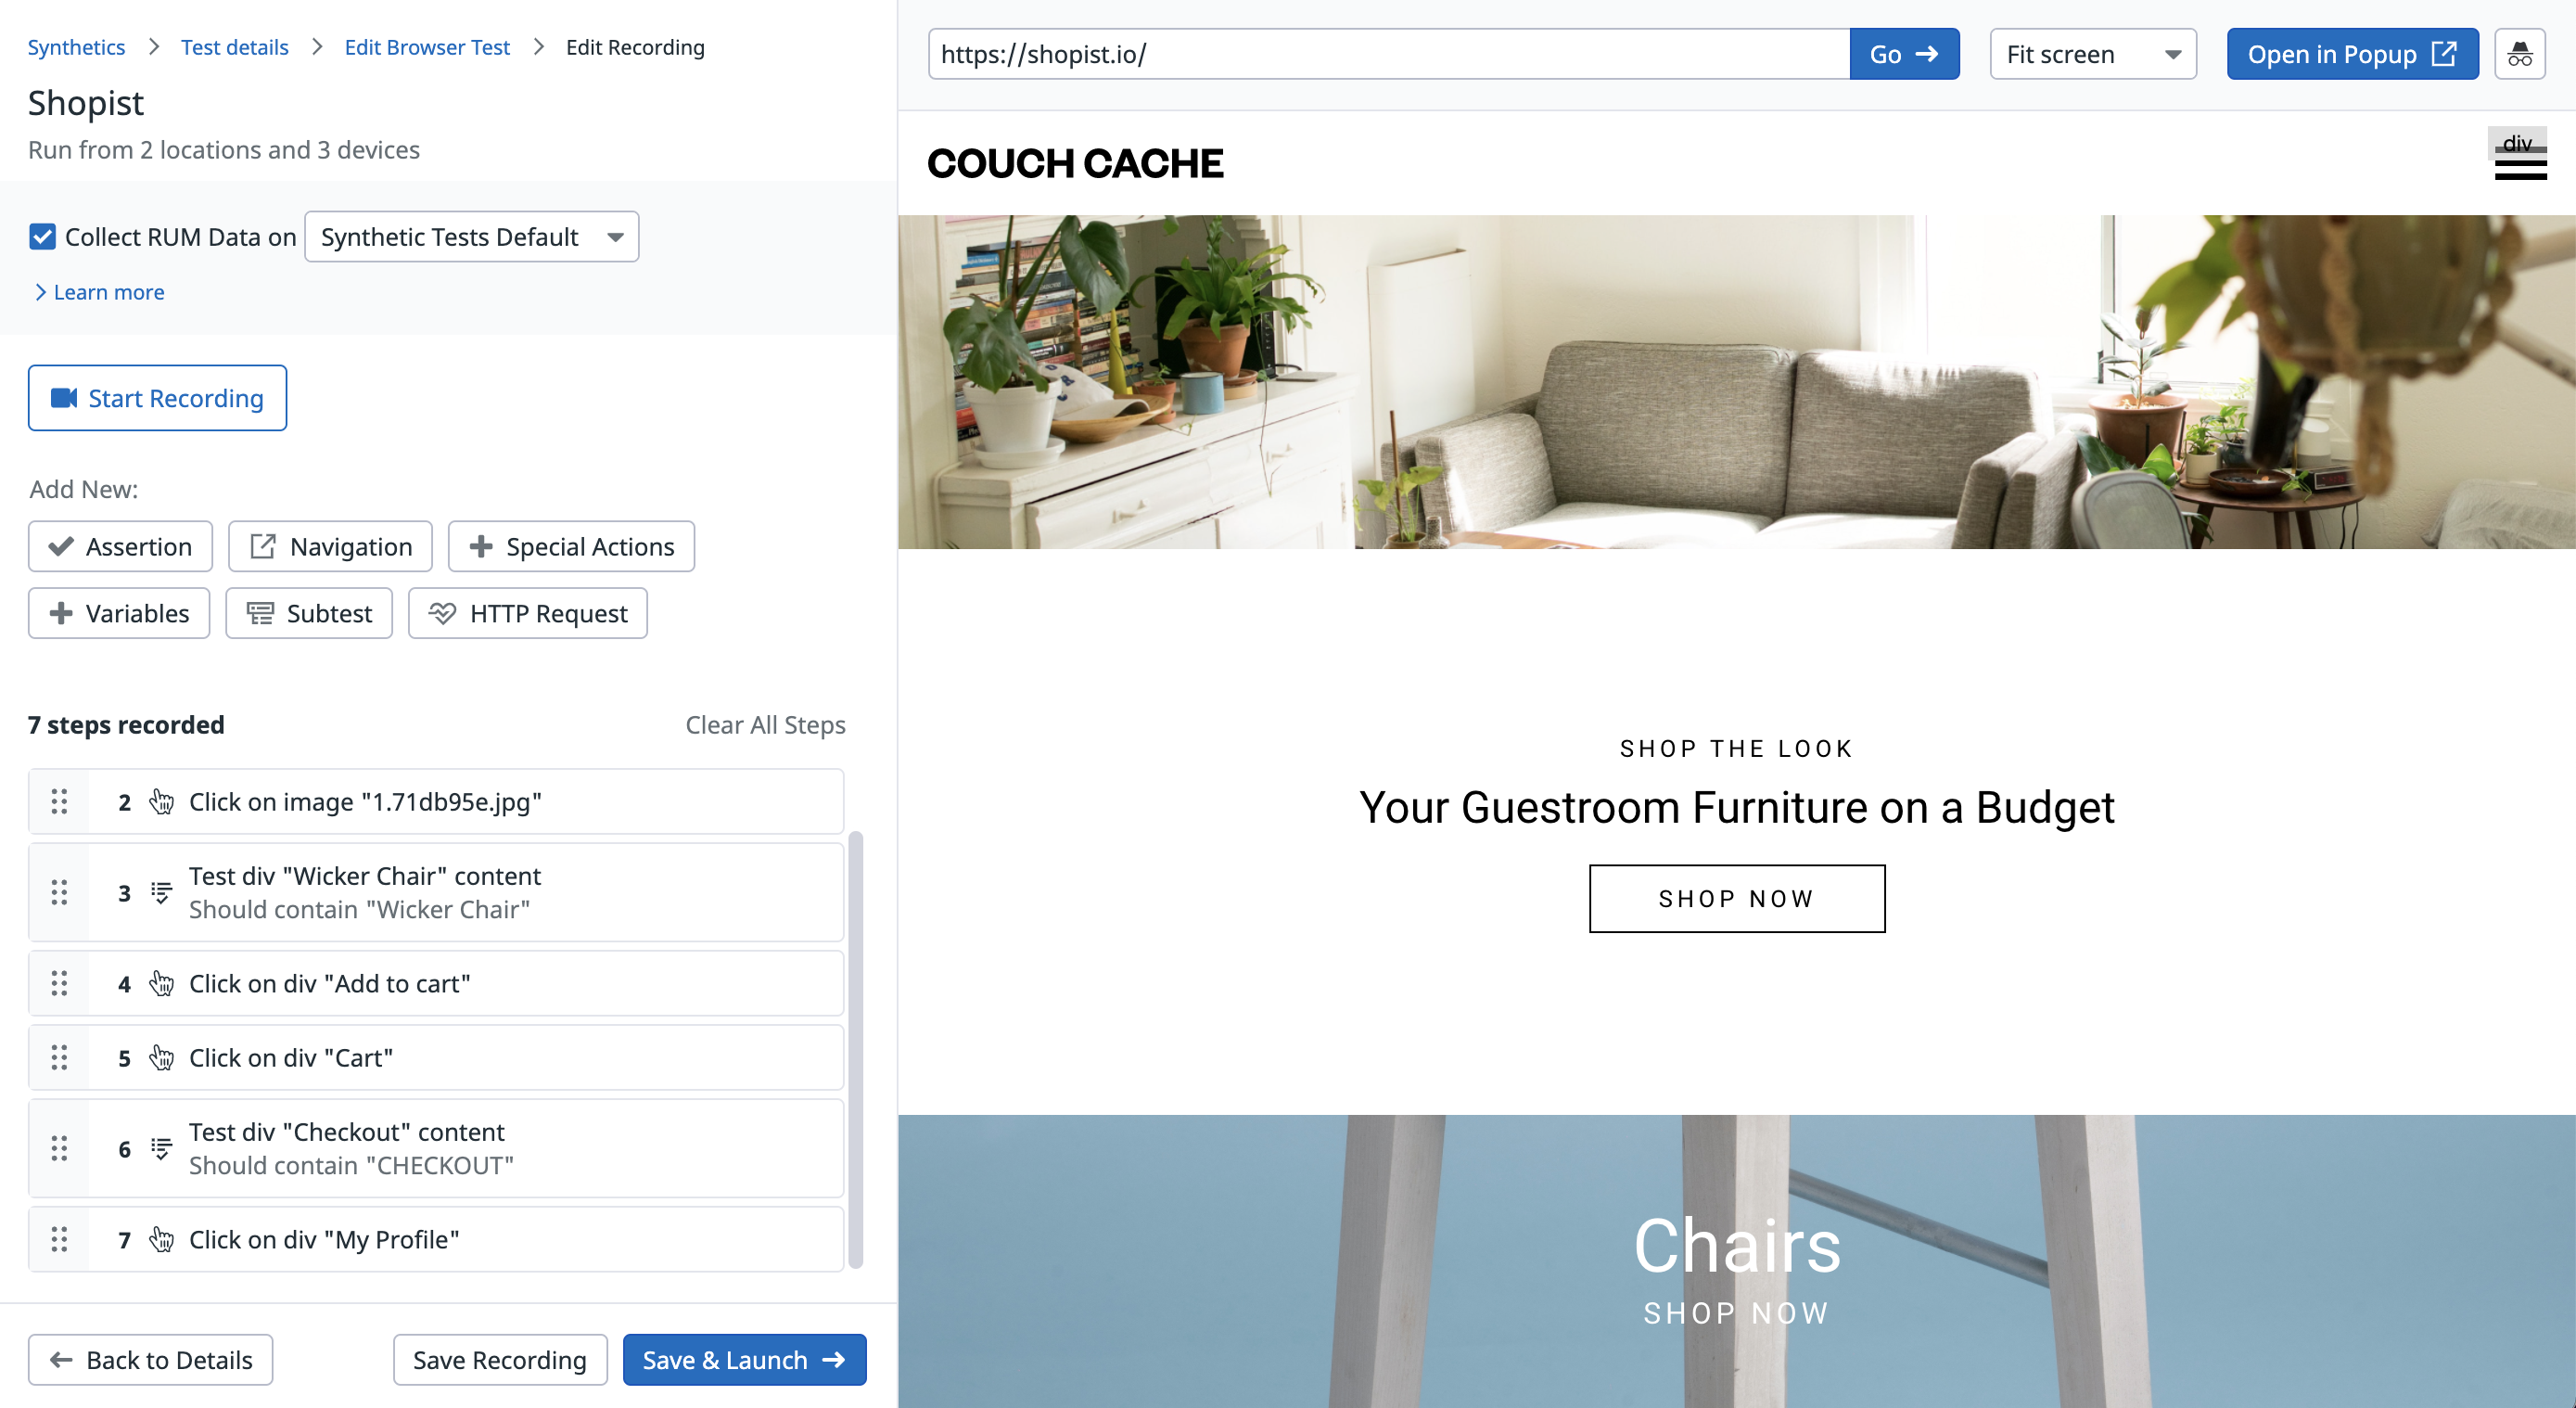 Synthetics > Test details > Edit Browser Test > Edit Recording
Shopist
Run from 2 locations and 3 devices
Collect RUM Data on Synthetic Tests Default
Learn more
Start Recording
Add New:
Assertion Navigation Special Actions
Variables Subtest HTTP Request
7 steps recorded Clear All Steps
2 Click on image "1.71db95e.jpg"
3 Test div "Wicker Chair" content
Should contain "Wicker Chair"
4 Click on div "Add to cart"
5 Click on div "Cart"
6 Test div "Checkout" content
Should contain "CHECKOUT"
7 Click on div "My Profile"
Back to Details Save Recording Save & Launch
https://shopist.io/ Go Fit screen Open in Popup
COUCH CACHE
div
SHOP THE LOOK
Your Guestroom Furniture on a Budget
SHOP NOW
Chairs
SHOP NOW